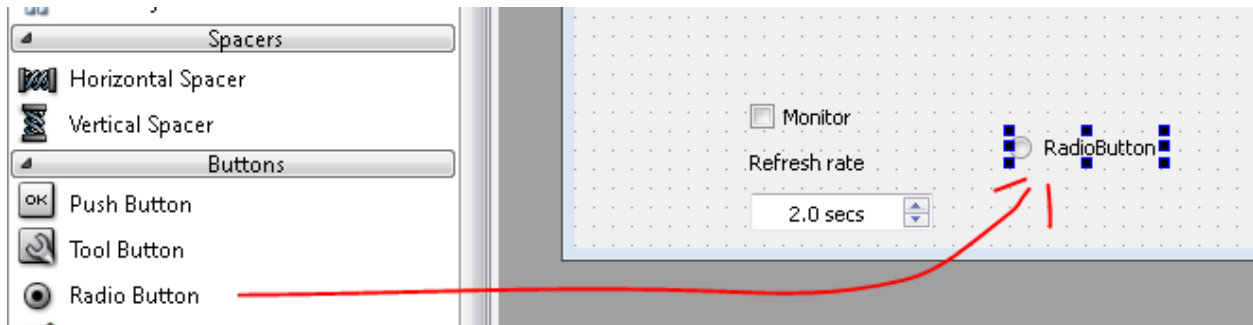 Spacers
Horizontal Spacer
Vertical Spacer
Buttons
OK Push Button
Tool Button
Radio Button
Monitor
Refresh rate
2.0 secs
RadioButton